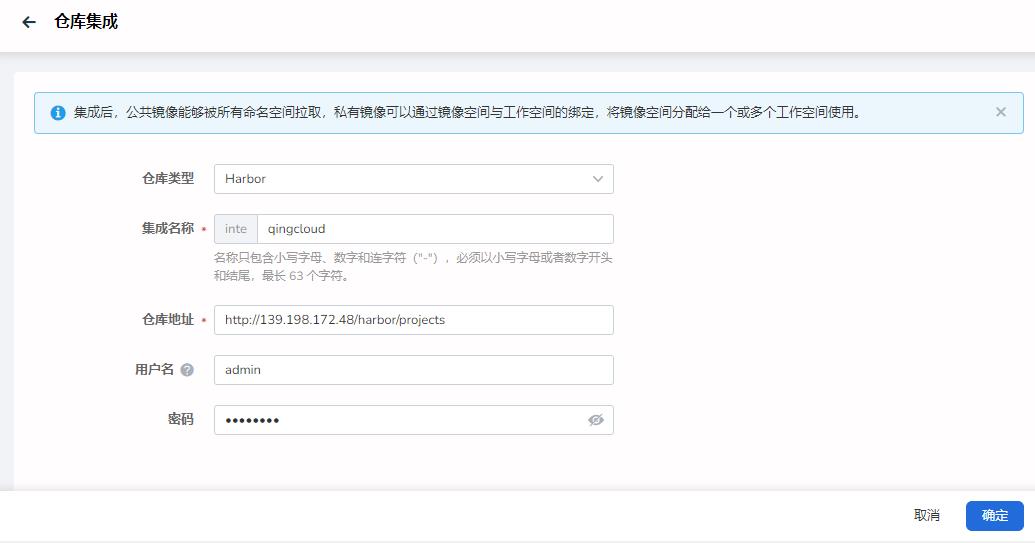 仓库集成
集成后，公共镜像能够被所有命名空间拉取，私有镜像可以通过镜像空间与工作空间的绑定，将镜像空间分配给一个或多个工作空间使用。
仓库类型 Harbor
集成名称 * inte qingcloud
名称只包含小写字母、数字和连字符（"-"），必须以小写字母或者数字开头
和结尾，最长 63 个字符。
仓库地址 * http://139.198.172.48/harbor/projects
用户名 ? admin
密码 ••••••••
取消 确定